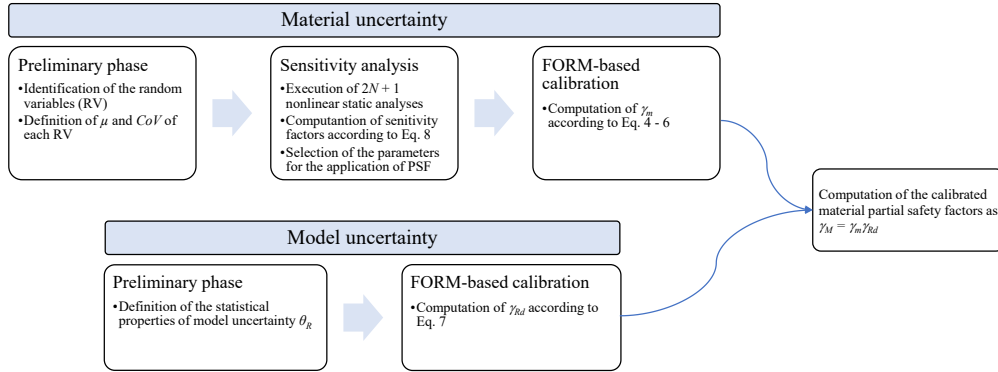 Material uncertainty
Preliminary phase
•Identification of the random
variables (RV)
•Definition of μ and CoV of
each RV
Sensitivity analysis
•Execution of 2N + 1
nonlinear static analyses
•Computantion of senitivity
factors according to Eq. 8
•Selection of the parameters
for the application of PSF
FORM-based
calibration
•Computation of γm
according to Eq. 4 - 6
Model uncertainty
Preliminary phase
•Definition of the statistical
properties of model uncertainty θR
FORM-based calibration
•Computation of γRd according to
Eq. 7
Computation of the calibrated
material partial safety factors as
γM = γmγRd